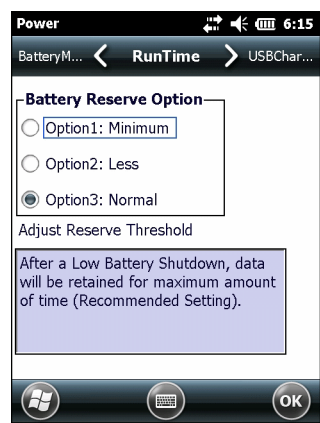 Power 6:15
BatteryM... RunTime USBChar...
Battery Reserve Option
Option1: Minimum
Option2: Less
Option3: Normal
Adjust Reserve Threshold
After a Low Battery Shutdown, data
will be retained for maximum amount
of time (Recommended Setting).
OK